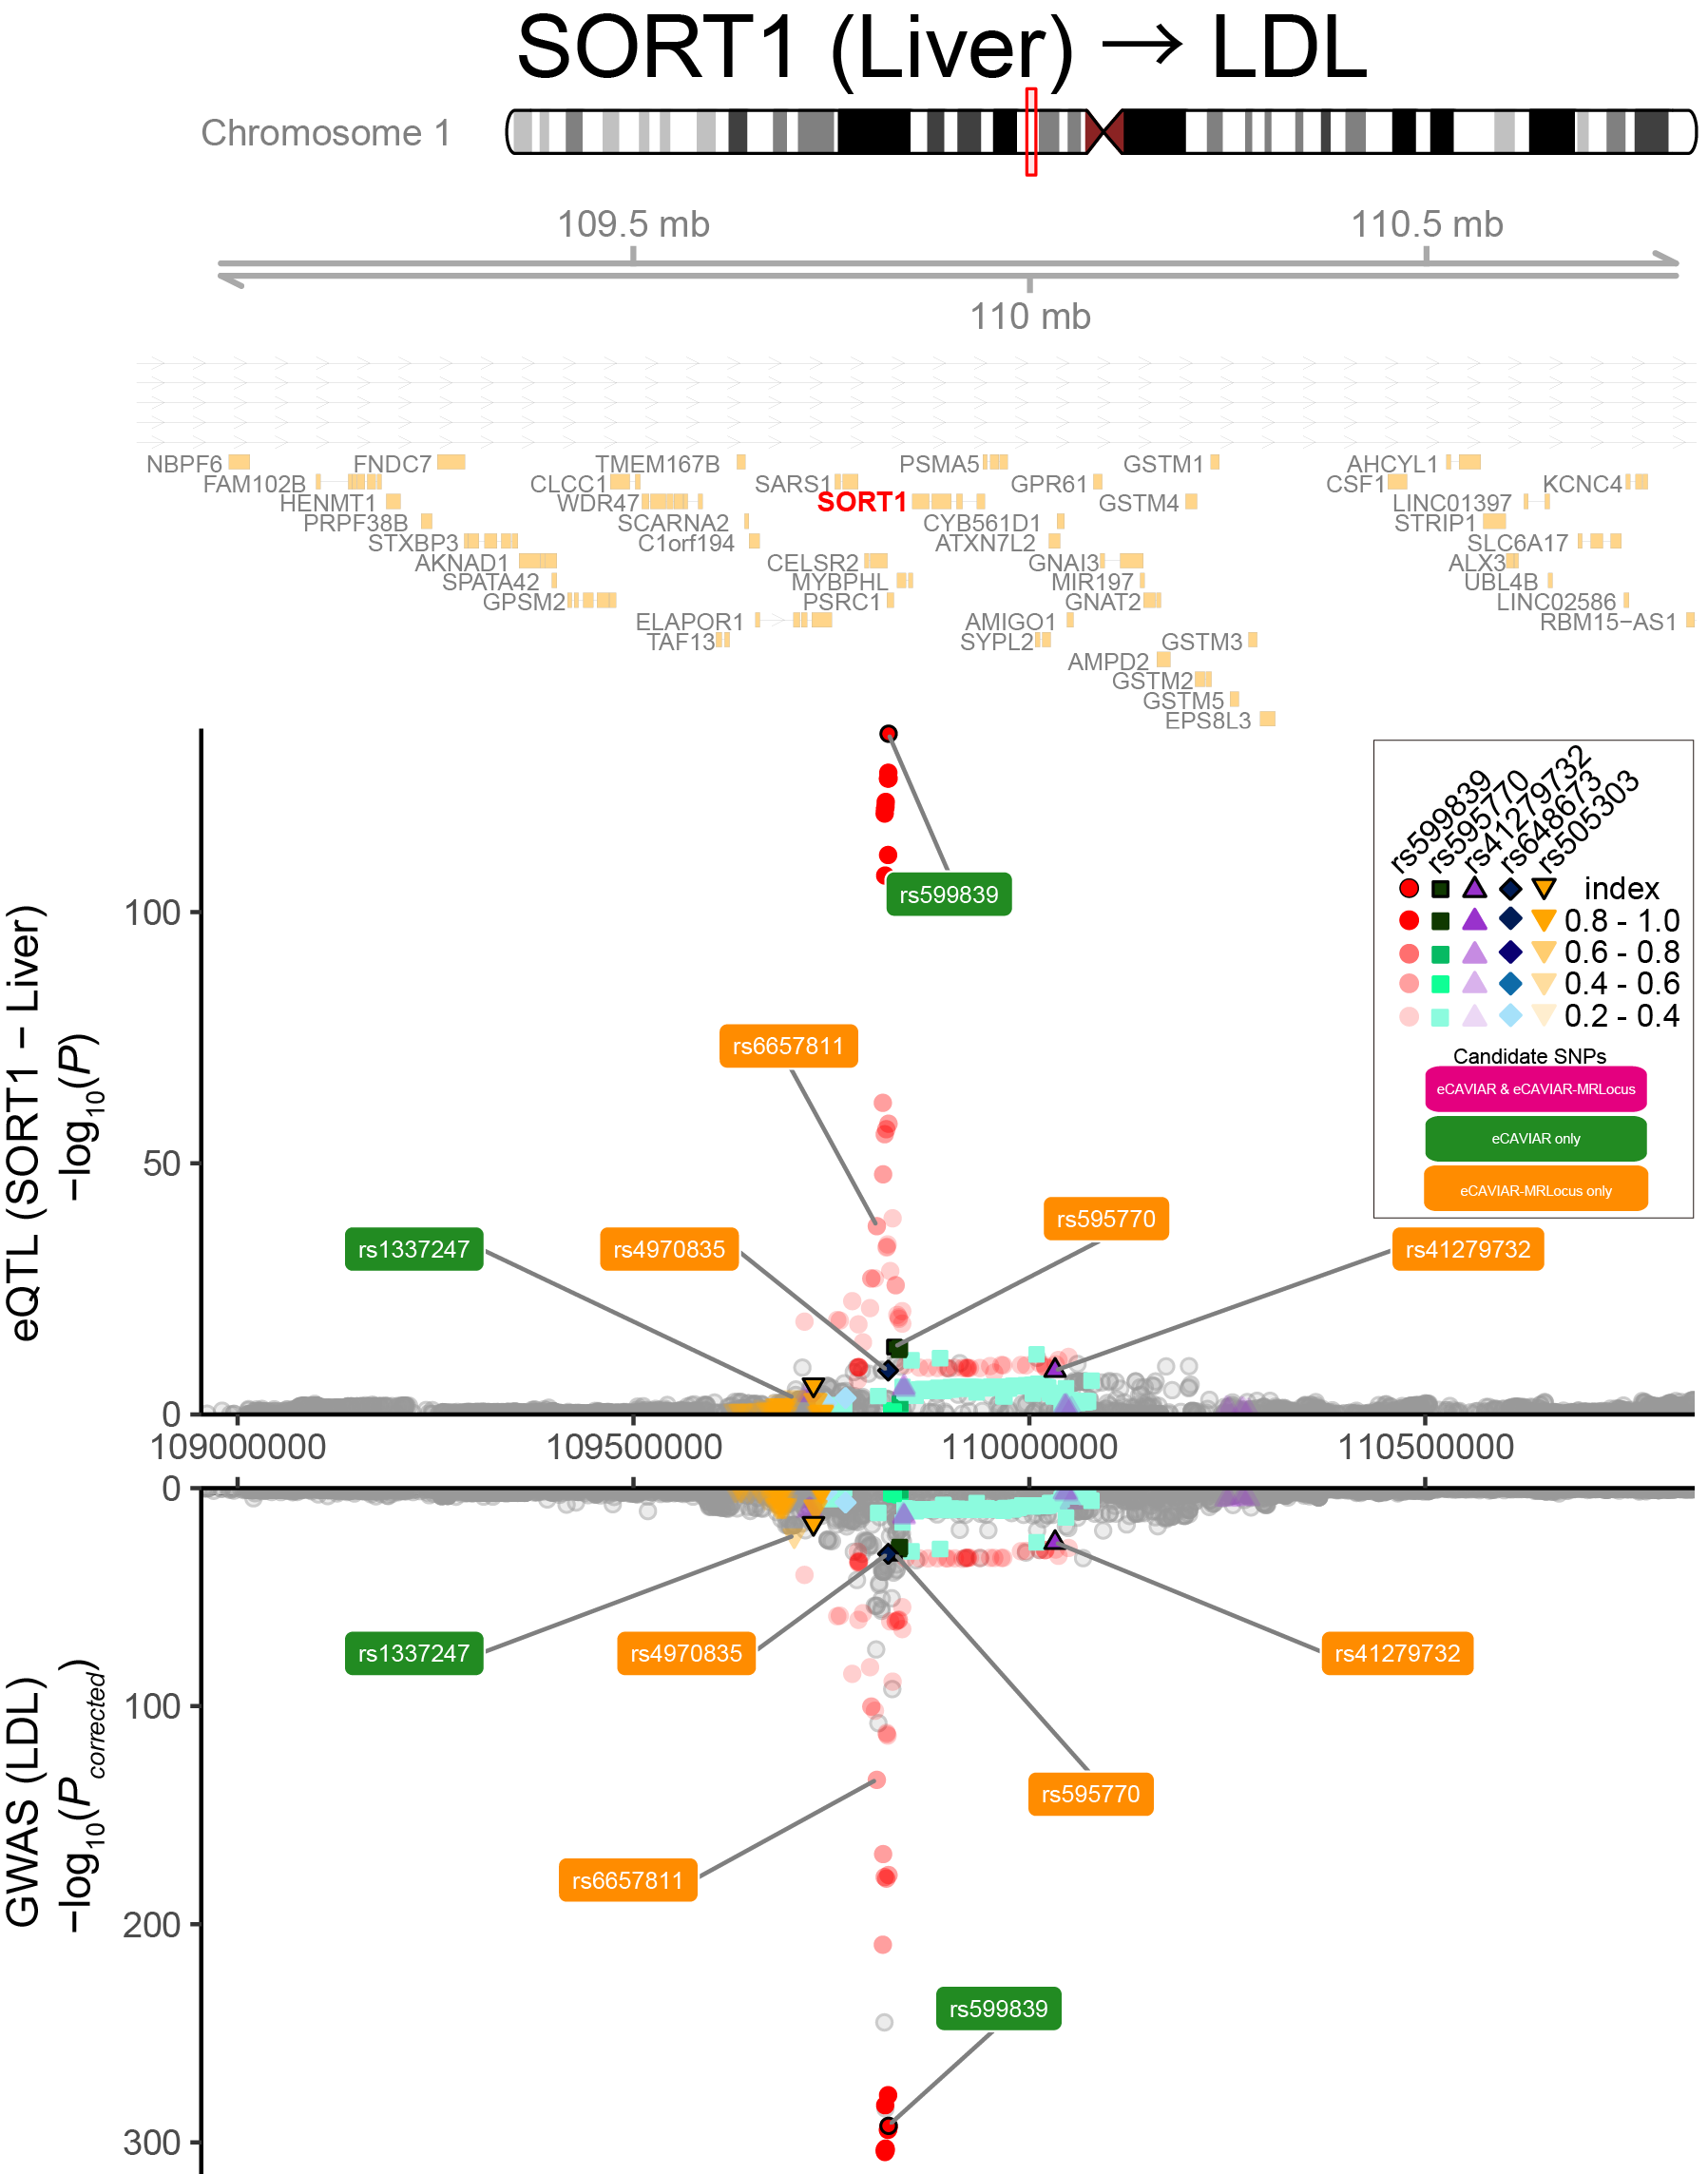 SORT1 (Liver) → LDL
Chromosome 1
109.5 mb 110.5 mb
110 mb
NBPF6 FNDC7 TMEM167B PSMA5 GSTM1 AHCYL1
FAM102B CLCC1 SARS1 GPR61 CSF1 KCNC4
HENMT1 WDR47 SORT1 GSTM4 LINC01397
PRPF38B SCARNA2 CYB561D1 STRIP1
STXBP3 C1orf194 ATXN7L2 SLC6A17
AKNAD1 CELSR2 GNAI3 ALX3
SPATA42 MYBPHL MIR197 UBL4B
GPSM2 PSRC1 GNAT2 LINC02586
ELAPOR1 AMIGO1 RBM15−AS1
TAF13 SYPL2 GSTM3
AMPD2
GSTM2
GSTM5
EPS8L3
eQTL (SORT1 − Liver)
−log10(P)
100
50
0
rs599839
rs6657811
rs595770
rs1337247 rs4970835 rs41279732
rs599839 rs595770 rs41279732 rs648673 rs505303
index
0.8 - 1.0
0.6 - 0.8
0.4 - 0.6
0.2 - 0.4
Candidate SNPs
eCAVIAR & eCAVIAR-MRLocus
eCAVIAR only
eCAVIAR-MRLocus only
109000000 109500000 110000000 110500000
GWAS (LDL)
−log10(Pcorrected)
0
100
200
300
rs1337247 rs4970835 rs41279732
rs595770
rs6657811
rs599839